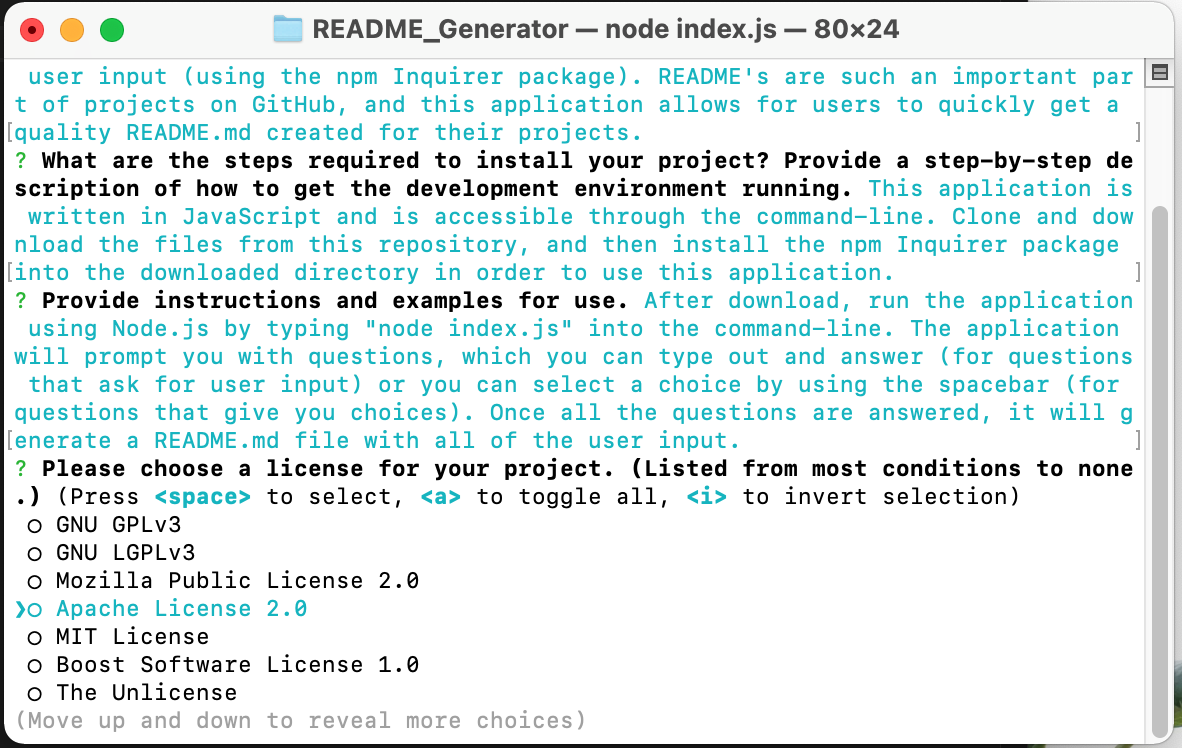 README_Generator — node index.js — 80×24
user input (using the npm Inquirer package). README's are such an important par
t of projects on GitHub, and this application allows for users to quickly get a
[quality README.md created for their projects. ]
? What are the steps required to install your project? Provide a step-by-step de
scription of how to get the development environment running. This application is
written in JavaScript and is accessible through the command-line. Clone and dow
nload the files from this repository, and then install the npm Inquirer package
[into the downloaded directory in order to use this application. ]
? Provide instructions and examples for use. After download, run the application
using Node.js by typing "node index.js" into the command-line. The application
will prompt you with questions, which you can type out and answer (for questions
that ask for user input) or you can select a choice by using the spacebar (for
questions that give you choices). Once all the questions are answered, it will g
[enerate a README.md file with all of the user input. ]
? Please choose a license for your project. (Listed from most conditions to none
.) (Press <space> to select, <a> to toggle all, <i> to invert selection)
○ GNU GPLv3
○ GNU LGPLv3
○ Mozilla Public License 2.0
❯○ Apache License 2.0
○ MIT License
○ Boost Software License 1.0
○ The Unlicense
(Move up and down to reveal more choices)